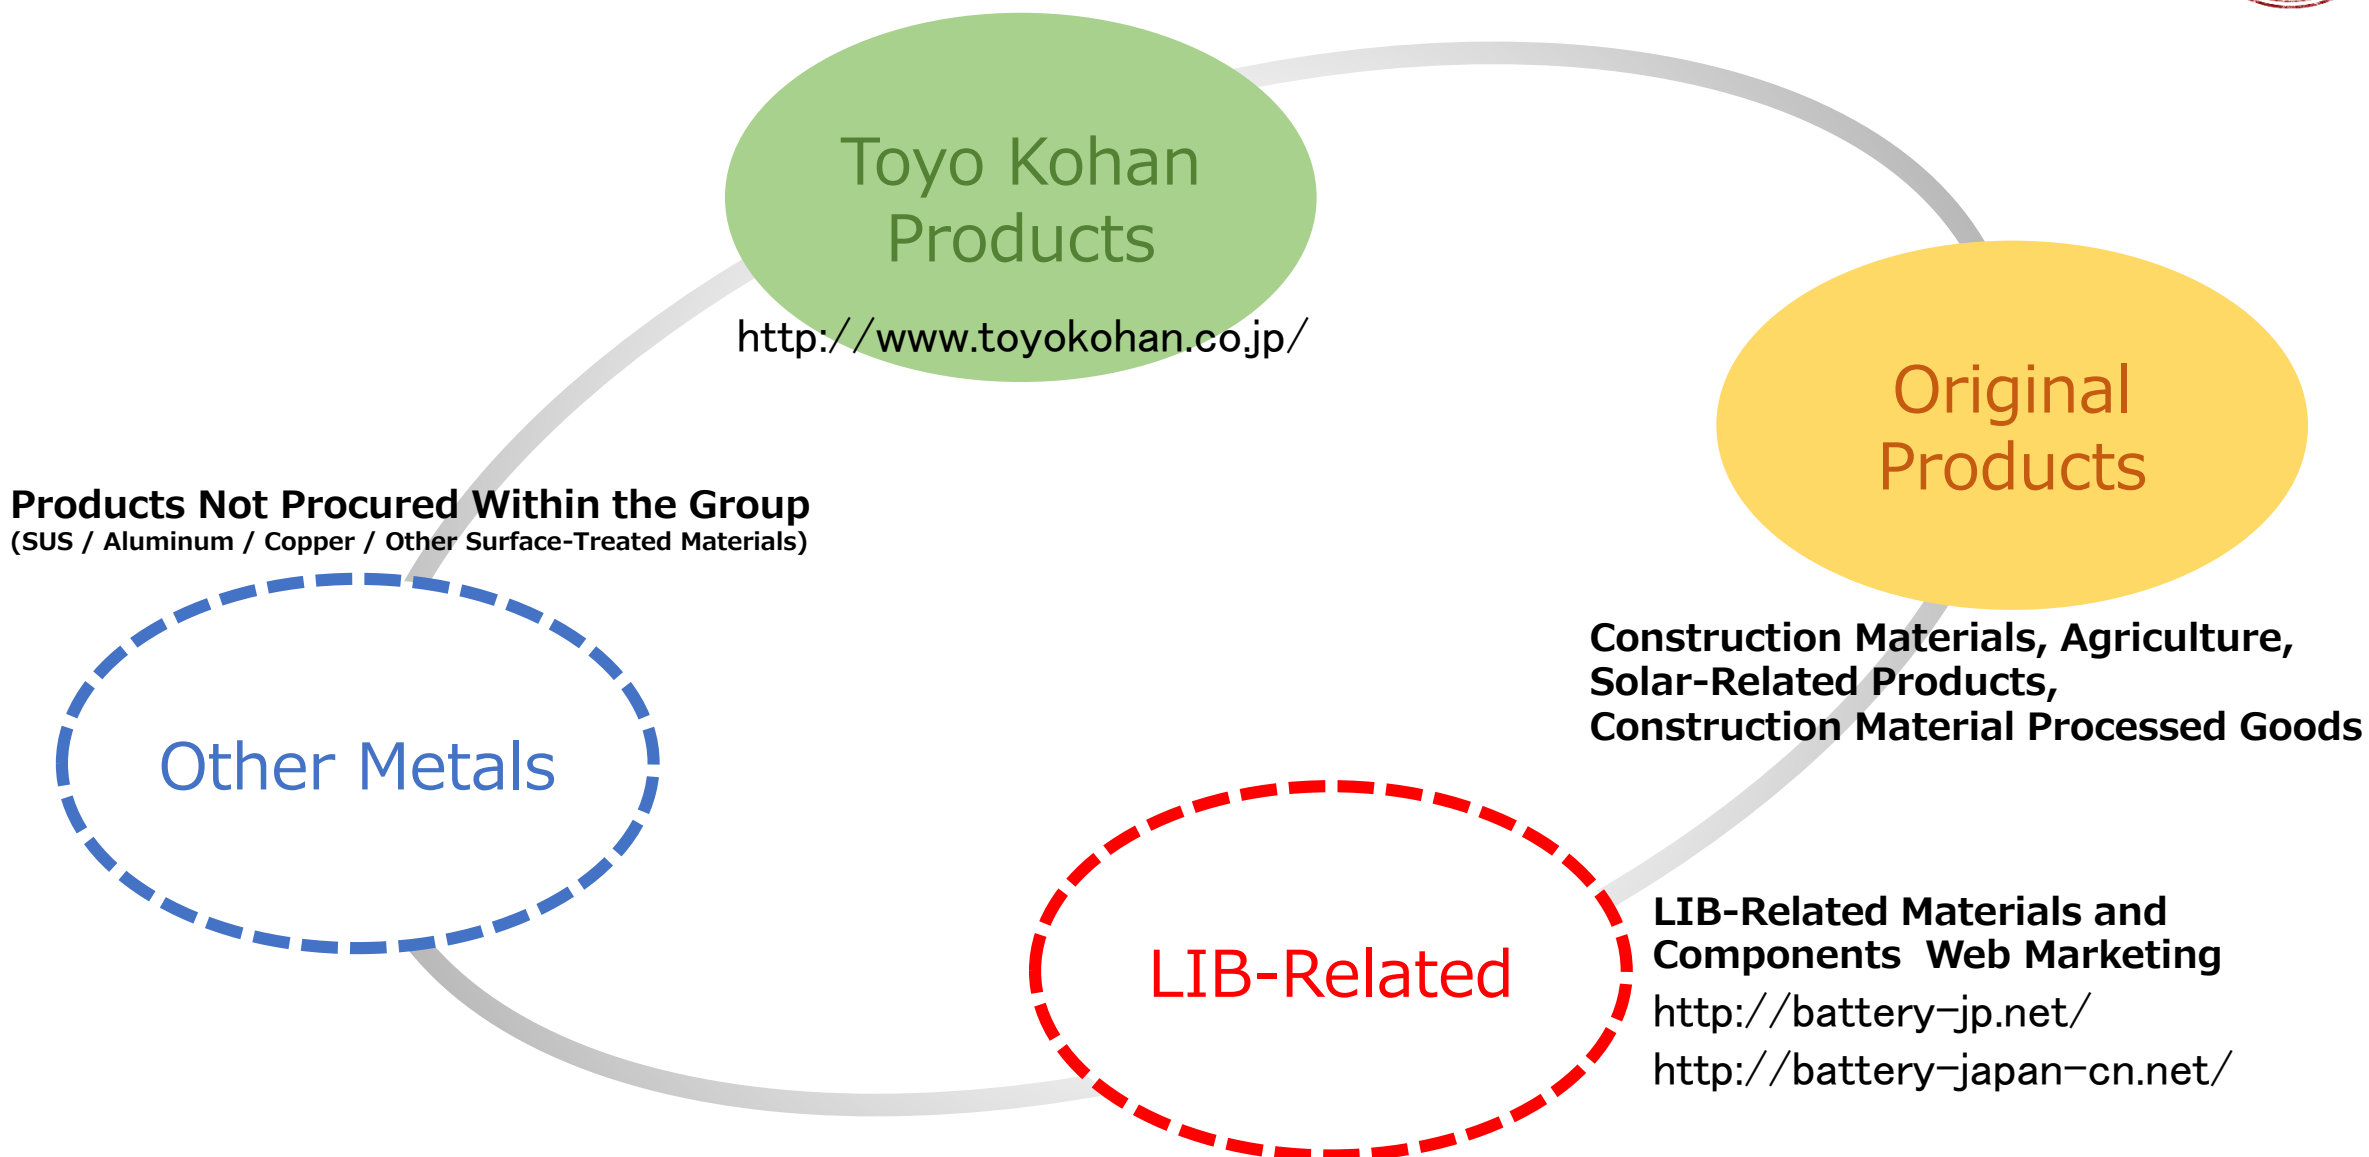 Toyo Kohan
Products
http://www.toyokohan.co.jp/
Original
Products
Construction Materials, Agriculture,
Solar-Related Products,
Construction Material Processed Goods
Products Not Procured Within the Group
(SUS / Aluminum / Copper / Other Surface-Treated Materials)
Other Metals
LIB-Related
LIB-Related Materials and
Components Web Marketing
http://battery-jp.net/
http://battery-japan-cn.net/